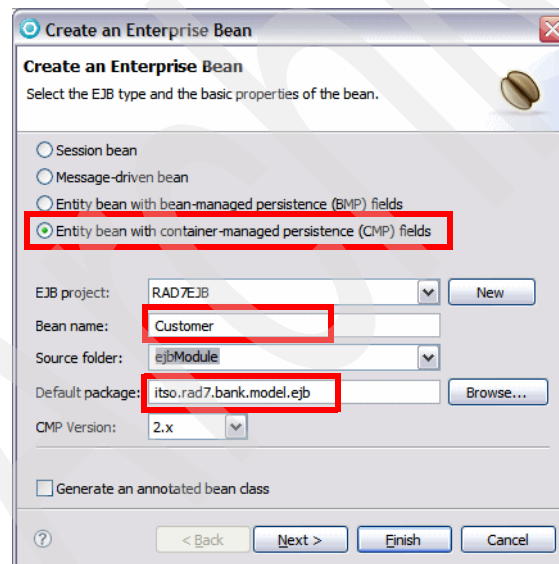 Create an Enterprise Bean
Create an Enterprise Bean
Select the EJB type and the basic properties of the bean.
Session bean
Message-driven bean
Entity bean with bean-managed persistence (BMP) fields
Entity bean with container-managed persistence (CMP) fields
EJB project: RAD7EJB New
Bean name: Customer
Source folder: ejbModule
Default package: itso.rad7.bank.model.ejb Browse...
CMP Version: 2.x
Generate an annotated bean class
? < Back Next > Finish Cancel